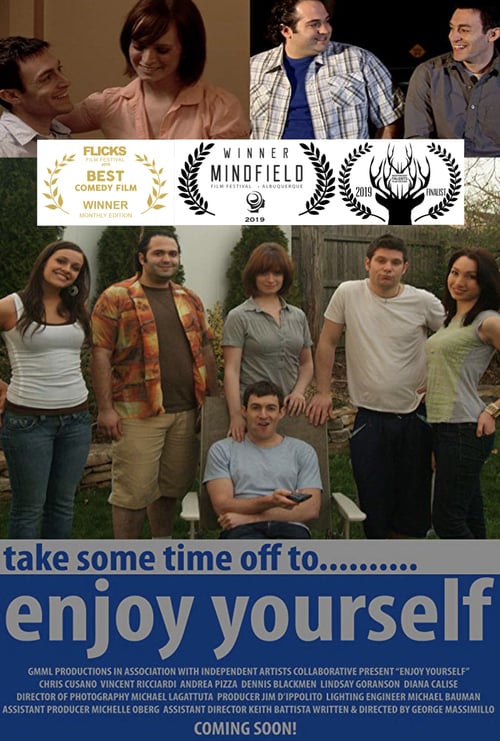 FLICKS
FILM FESTIVAL
2019
BEST
COMEDY FILM
WINNER
MONTHLY EDITION
WINNER
MINDFIELD
FILM FESTIVAL • ALBUQUERQUE
2019
2019
FINALIST
take some time off to..........
enjoy yourself
GMML PRODUCTIONS IN ASSOCIATION WITH INDEPENDENT ARTISTS COLLABORATIVE PRESENT "ENJOY YOURSELF"
CHRIS CUSANO VINCENT RICCIARDI ANDREA PIZZA DENNIS BLACKMEN LINDSAY GORANSON DIANA CALISE
DIRECTOR OF PHOTOGRAPHY MICHAEL LAGATTUTA PRODUCER JIM D'IPPOLITO LIGHTING ENGINEER MICHAEL BAUMAN
ASSISTANT PRODUCER MICHELLE OBERG ASSISTANT DIRECTOR KEITH BATTISTA WRITTEN & DIRECTED BY GEORGE MASSIMILLO
COMING SOON!